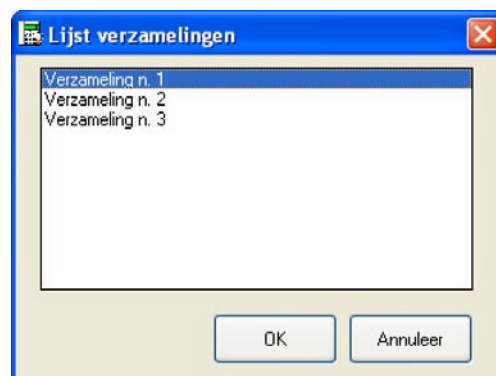 Lijst verzamelingen
Verzameling n. 1
Verzameling n. 2
Verzameling n. 3
OK
Annuleer